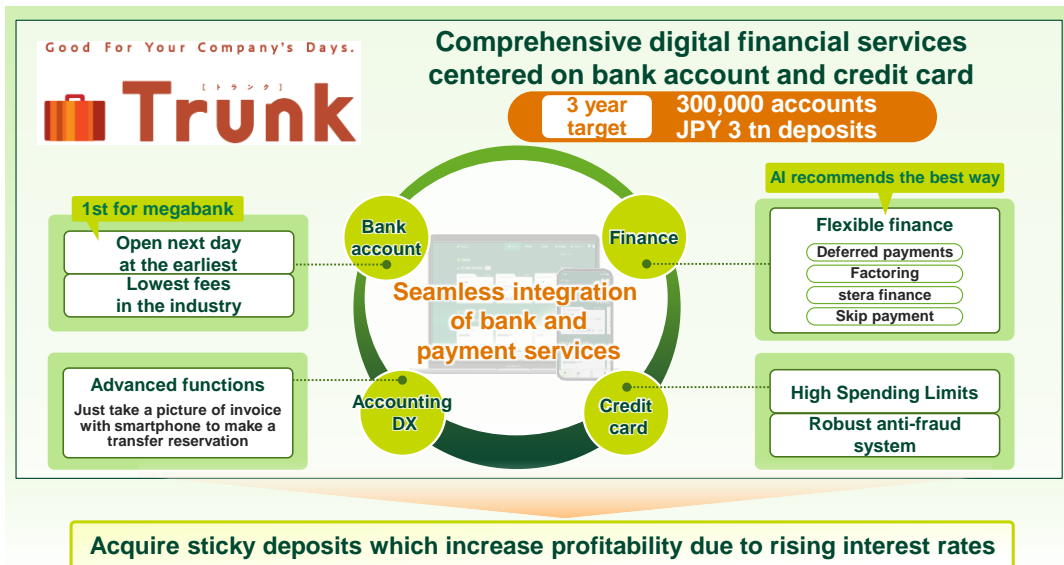 Good For Your Company's Days.
[トランク]
Trunk
Comprehensive digital financial services
centered on bank account and credit card
3 year
target
300,000 accounts
JPY 3 tn deposits
1st for megabank
Open next day
at the earliest
Lowest fees
in the industry
Bank
account
Finance
AI recommends the best way
Flexible finance
Deferred payments
Factoring
stera finance
Skip payment
Seamless integration
of bank and
payment services
Advanced functions
Just take a picture of invoice
with smartphone to make a
transfer reservation
Accounting
DX
Credit
card
High Spending Limits
Robust anti-fraud
system
Acquire sticky deposits which increase profitability due to rising interest rates